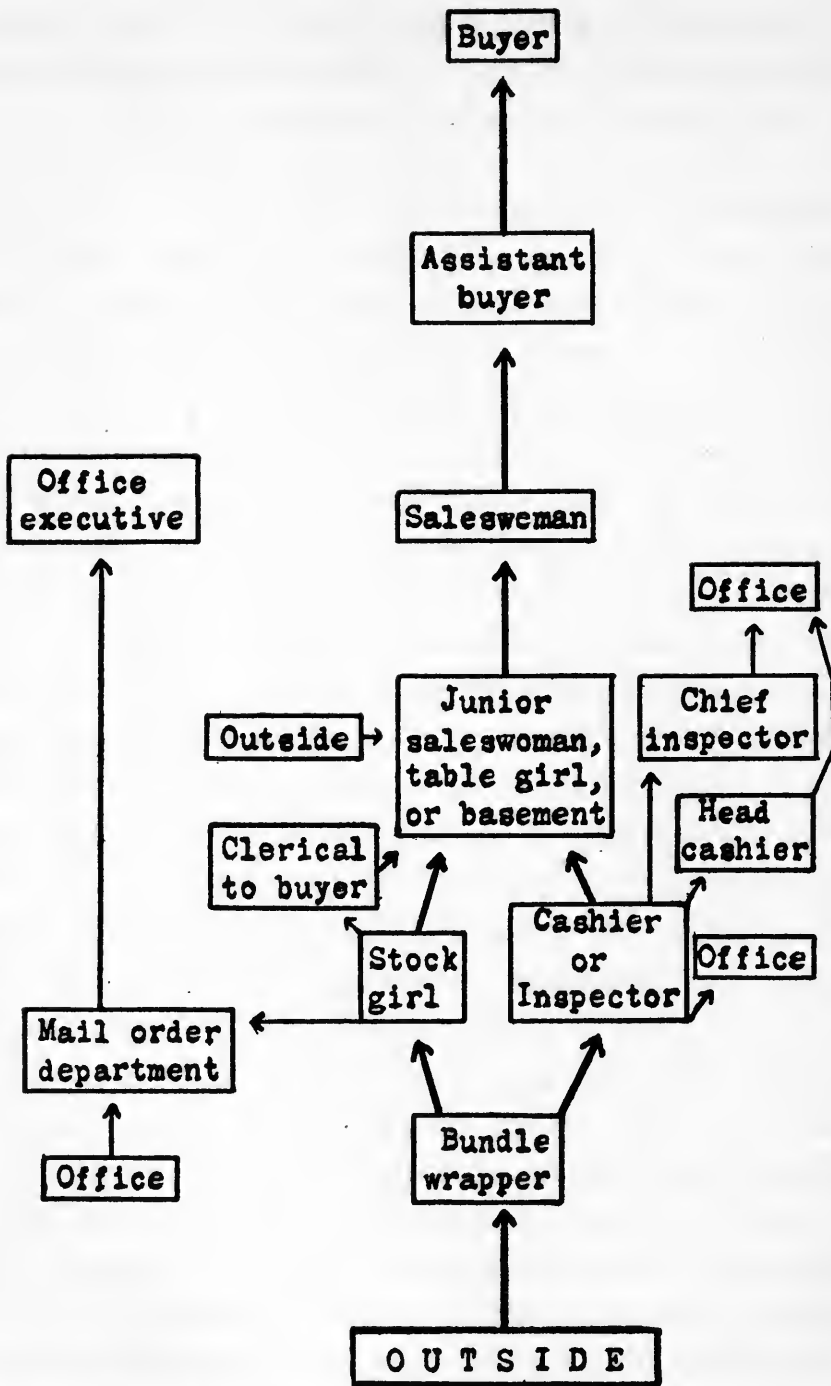 Buyer
Assistant
buyer
Office
executive
Salesweman
Office
Junior
saleswoman,
table girl,
or basement
Chief
inspector
Outside
Head
cashier
Clerical
to buyer
Cashier
or
Inspector
Stock
girl
Office
Mail order
department
Bundle
wrapper
Office
OUTSIDE